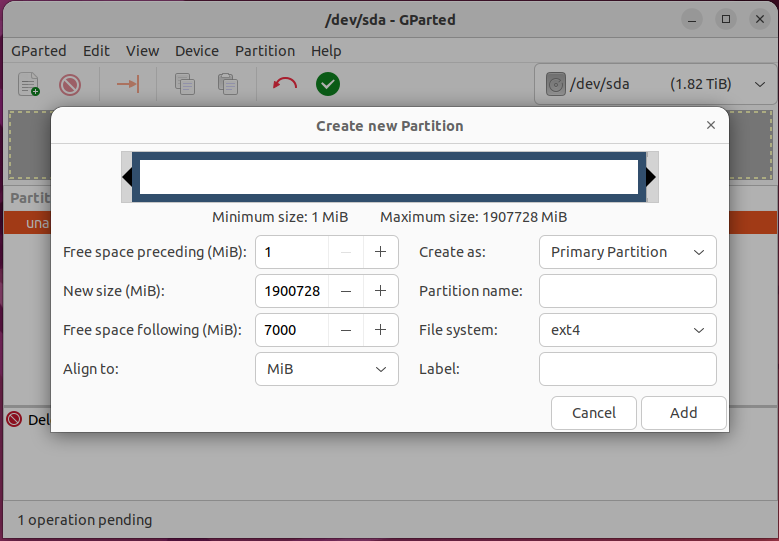 /dev/sda - GParted
GParted Edit View Device Partition Help
/dev/sda (1.82 TiB)
Create new Partition
Minimum size: 1 MiB Maximum size: 1907728 MiB
Free space preceding (MiB): 1 Create as: Primary Partition
New size (MiB): 1900728 Partition name:
Free space following (MiB): 7000 File system: ext4
Align to: MiB Label:
Cancel Add
Partit
una
Del
1 operation pending